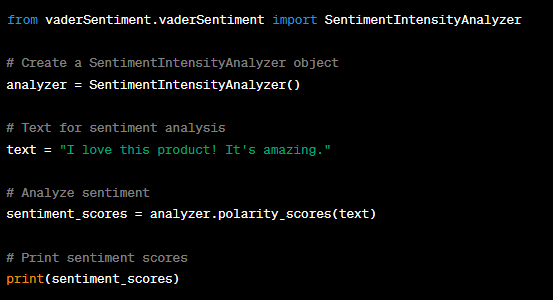 from vaderSentiment.vaderSentiment import SentimentIntensityAnalyzer
# Create a SentimentIntensityAnalyzer object
analyzer = SentimentIntensityAnalyzer()
# Text for sentiment analysis
text = "I love this product! It's amazing."
# Analyze sentiment
sentiment_scores = analyzer.polarity_scores(text)
# Print sentiment scores
print(sentiment_scores)